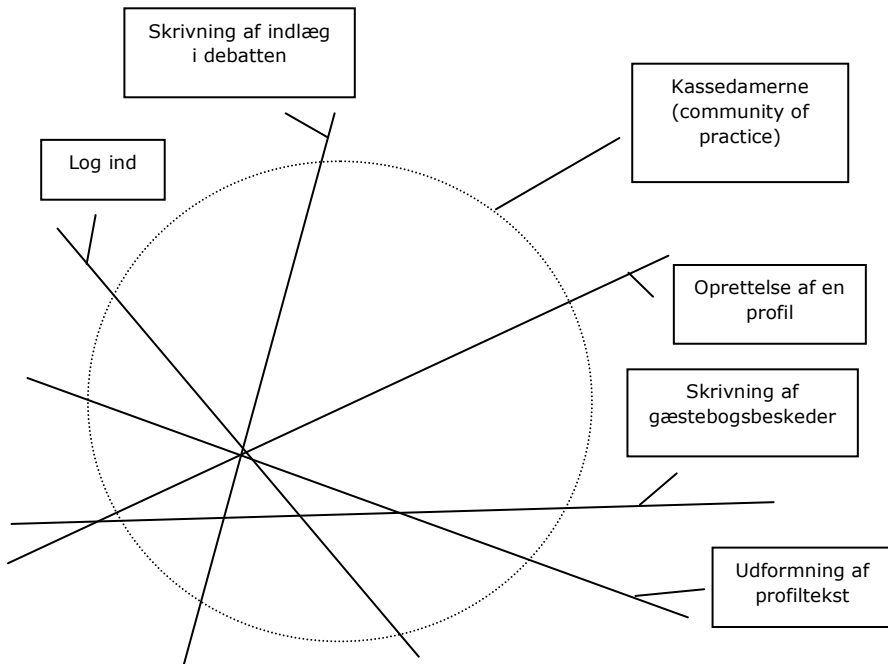 Skrivning af indlæg
i debatten
Kassedamerne
(community of
practice)
Log ind
Oprettelse af en
profil
Skrivning af
gæstebogsbeskeder
Udformning af
profiltekst